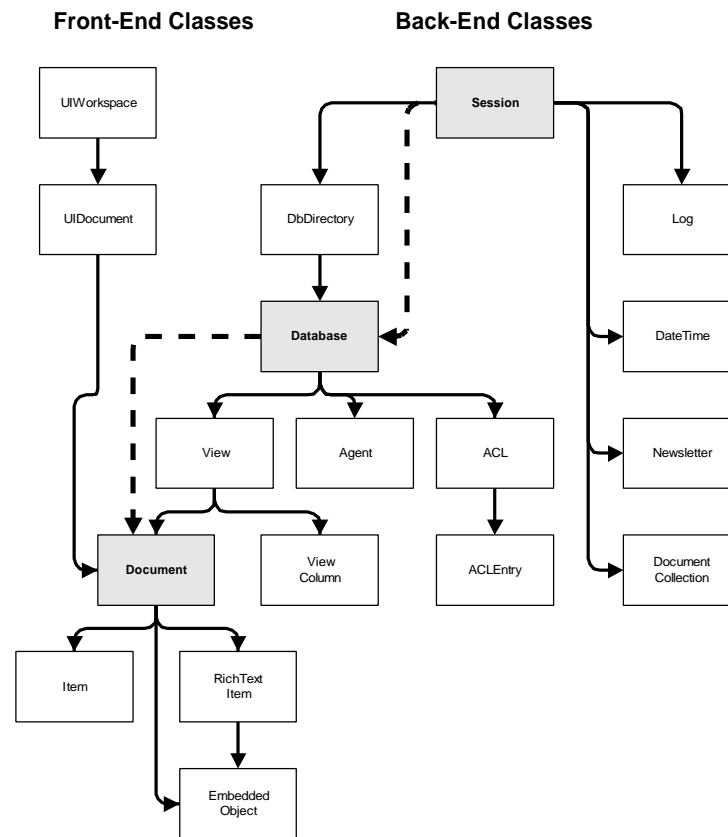 Front-End Classes
Back-End Classes
UIWorkspace
Session
UIDocument
DbDirectory
Log
Database
DateTime
View
Agent
ACL
Newsletter
Document
View
Column
ACLEntry
Document
Collection
Item
RichText
Item
Embedded
Object